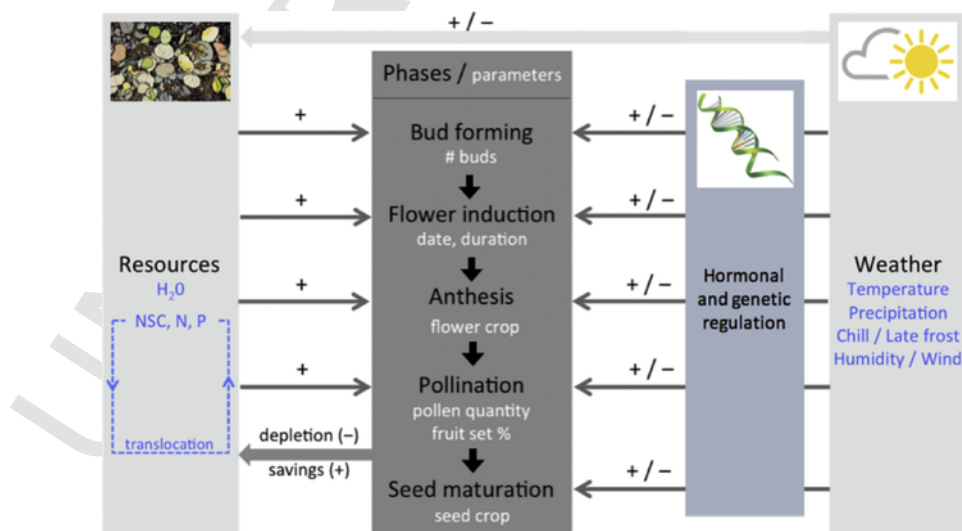 + / –
Phases / parameters
+
Bud forming
# buds
+ / –
+
Flower induction
date, duration
+ / –
Resources
H₂0
NSC, N, P
translocation
+
Anthesis
flower crop
+ / –
Hormonal
and genetic
regulation
Weather
Temperature
Precipitation
Chill / Late frost
Humidity / Wind
+
Pollination
pollen quantity
fruit set %
+ / –
depletion (–)
savings (+)
Seed maturation
seed crop
+ / –